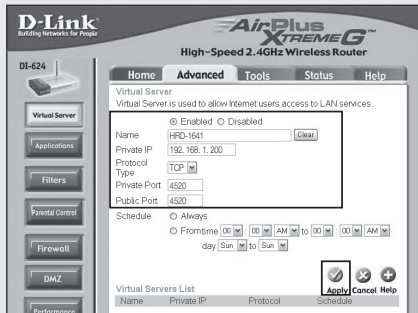 D-Link
Building Networks for People
AirPlus
XTREME G™
High-Speed 2.4GHz Wireless Router
DI-624
Home Advanced Tools Status Help
Virtual Server
Applications
Filters
Parental Control
Firewall
DMZ
Performance
Virtual Server
Virtual Server is used to allow Internet users access to LAN services.
Enabled Disabled
Name HRD-1641 Clear
Private IP 192. 168. 1. 200
Protocol Type TCP
Private Port 4520
Public Port 4520
Schedule Always
From time 00 : 00 AM to 00 : 00 AM
day Sun to Sun
Apply Cancel Help
Virtual Servers List
Name Private IP Protocol Schedule